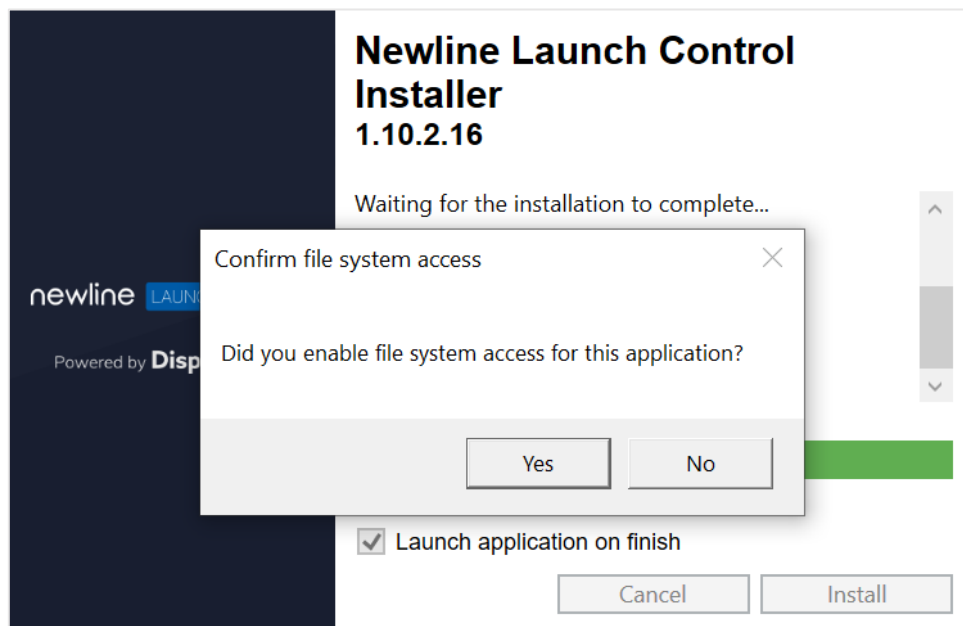 Newline Launch Control
Installer
1.10.2.16
Waiting for the installation to complete...
Confirm file system access
newline
Powered by
Did you enable file system access for this application?
Yes
No
Launch application on finish
Cancel
Install